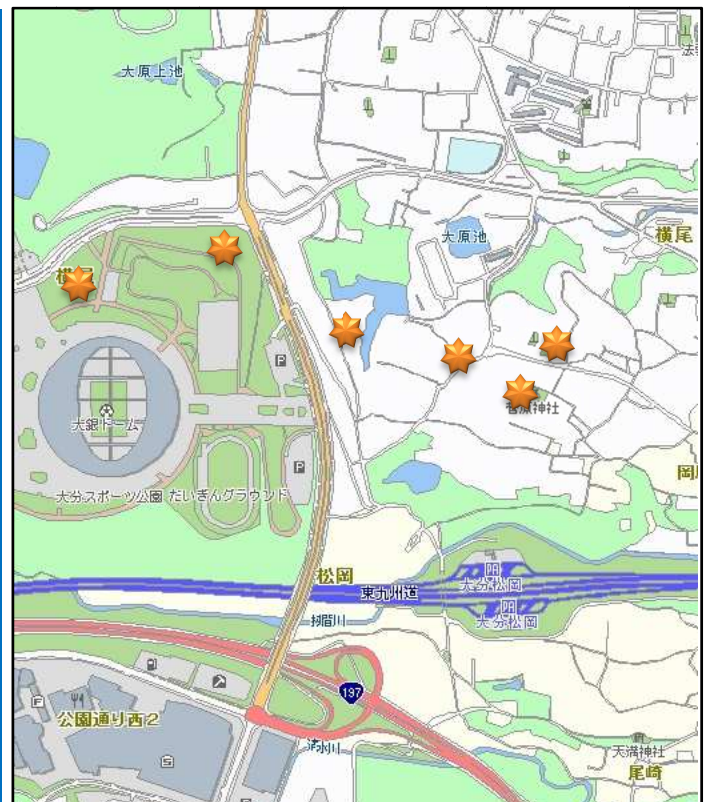 大原上池
大原池
横尾
大銀ドーム
大分スポーツ公園 だいぎんグラウンド
P
P
松岡
東九州道
大分松岡
大分松岡
197
公園通り西2
F
S
天満神社
尾崎